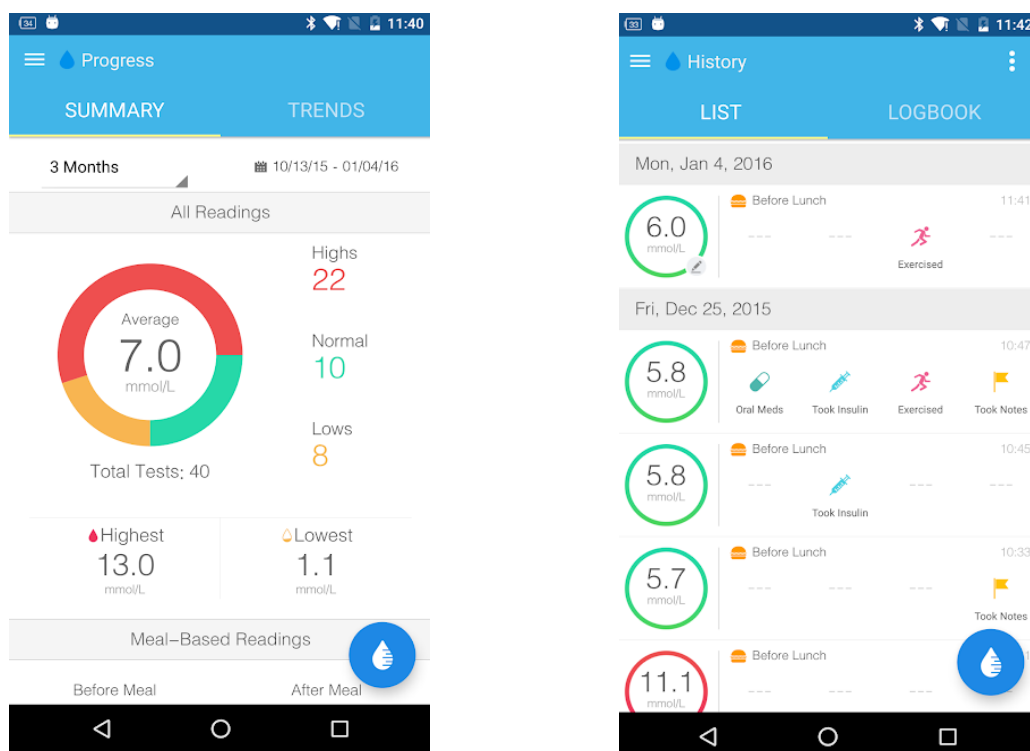 34
11:40
Progress
SUMMARY
TRENDS
3 Months
10/13/15 - 01/04/16
All Readings
Average
7.0
mmol/L
Highs
22
Normal
10
Lows
8
Total Tests: 40
Highest
13.0
mmol/L
Lowest
1.1
mmol/L
Meal-Based Readings
Before Meal
After Meal
33
11:42
History
LIST
LOGBOOK
Mon, Jan 4, 2016
6.0
mmol/L
Before Lunch
11:41
--- --- ---
Exercised
Fri, Dec 25, 2015
5.8
mmol/L
Before Lunch
10:47
Oral Meds Took Insulin Exercised Took Notes
5.8
mmol/L
Before Lunch
10:45
--- --- ---
Took Insulin
5.7
mmol/L
Before Lunch
10:33
--- --- ---
Took Notes
11.1
mmol/L
Before Lunch
--- --- ---